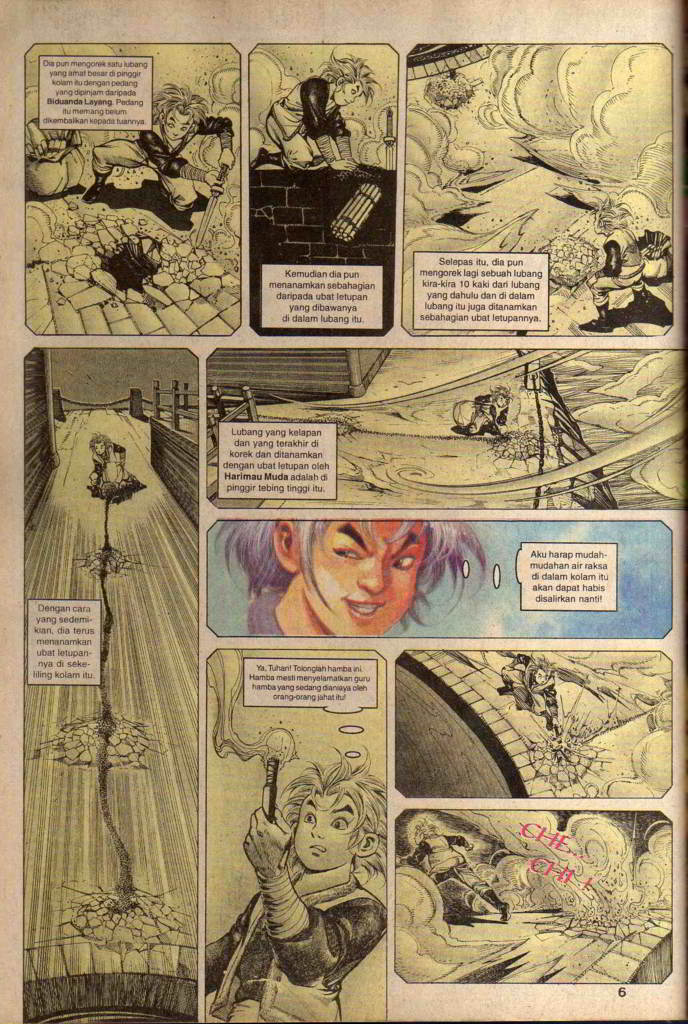 Dia pun mengorek satu lubang
yang amat besar di pinggir
kolam itu dengan pedang
yang dipinjam daripada
Biduanda Layang. Pedang
itu memang belum
dikembalikan kepada tuannya.
Kemudian dia pun
menanamkan sebahagian
daripada ubat letupan
yang dibawanya
di dalam lubang itu.
Selepas itu, dia pun
mengorek lagi sebuah lubang
kira-kira 10 kaki dari lubang
yang dahulu dan di dalam
lubang itu juga ditanamkan
sebahagian ubat letupannya.
Dengan cara
yang sedemi-
kian, dia terus
menanamkan
ubat letupan-
nya di seke-
liling kolam itu.
Lubang yang kelapan
dan yang terakhir di
korek dan ditanamkan
dengan ubat letupan oleh
Harimau Muda adalah di
pinggir tebing tinggi itu.
Aku harap mudah-
mudahan air raksa
di dalam kolam itu
akan dapat habis
disalirkan nanti!
Ya, Tuhan! Tolonglah hamba ini.
Hamba mesti menyelamatkan guru
hamba yang sedang dianiaya oleh
orang-orang jahat itu!
CHI...
CHI!
6